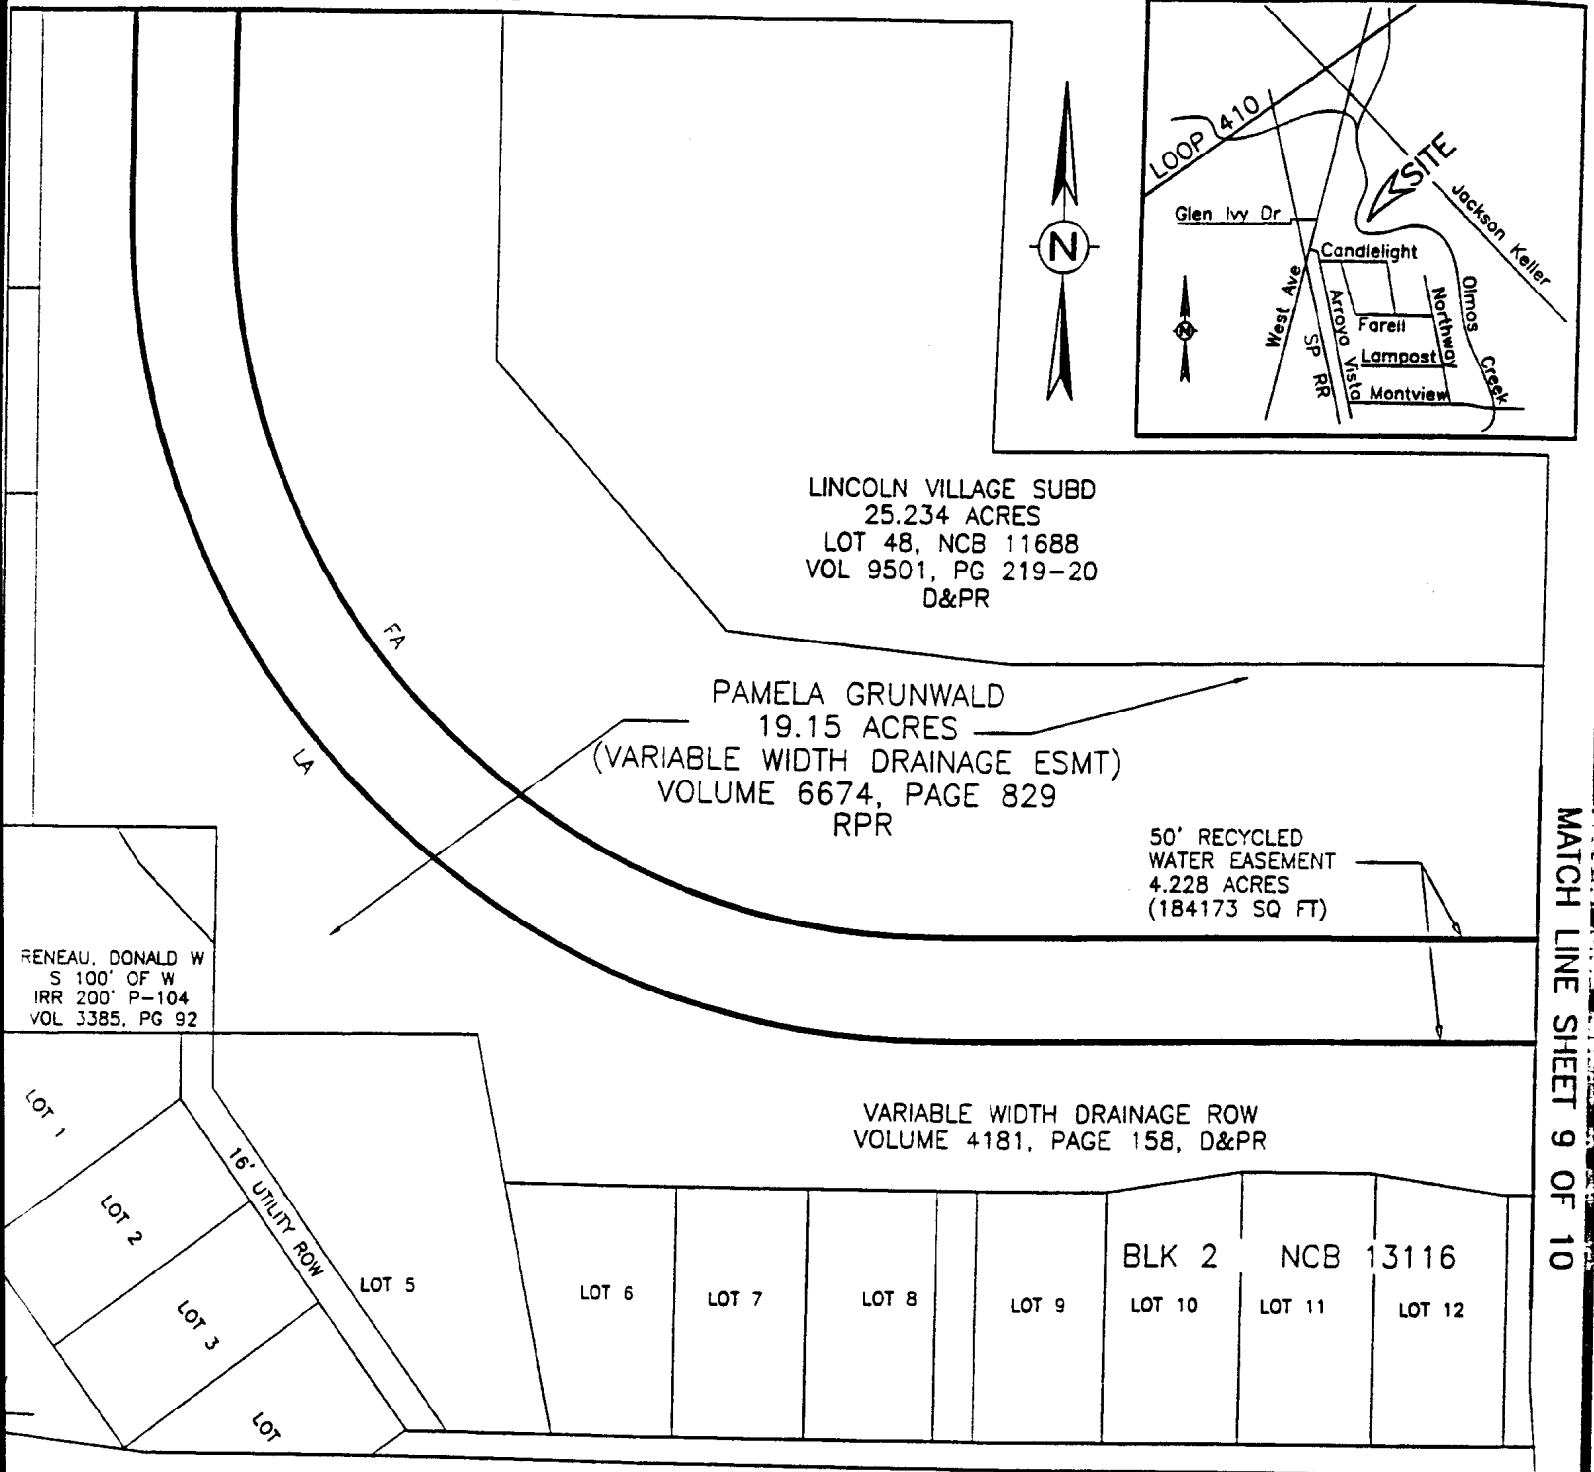 LOOP 410
SITE
Jackson Keller
Glen Ivy Dr
Candlelight
West Ave
Arroya Vista
SP RR
Farell
Northway
Olmos Creek
Lampost
Montview
N
N
LINCOLN VILLAGE SUBD
25.234 ACRES
LOT 48, NCB 11688
VOL 9501, PG 219-20
D&PR
FA
LA
PAMELA GRUNWALD
19.15 ACRES
(VARIABLE WIDTH DRAINAGE ESMT)
VOLUME 6674, PAGE 829
RPR
50' RECYCLED
WATER EASEMENT
4.228 ACRES
(184173 SQ FT)
MATCH LINE SHEET 9 OF 10
RENEAU, DONALD W
S 100' OF W
IRR 200' P-104
VOL 3385, PG 92
VARIABLE WIDTH DRAINAGE ROW
VOLUME 4181, PAGE 158, D&PR
LOT 1
LOT 2
LOT 3
LOT
16' UTILITY ROW
LOT 5
LOT 6
LOT 7
LOT 8
LOT 9
BLK 2 NCB 13116
LOT 10
LOT 11
LOT 12